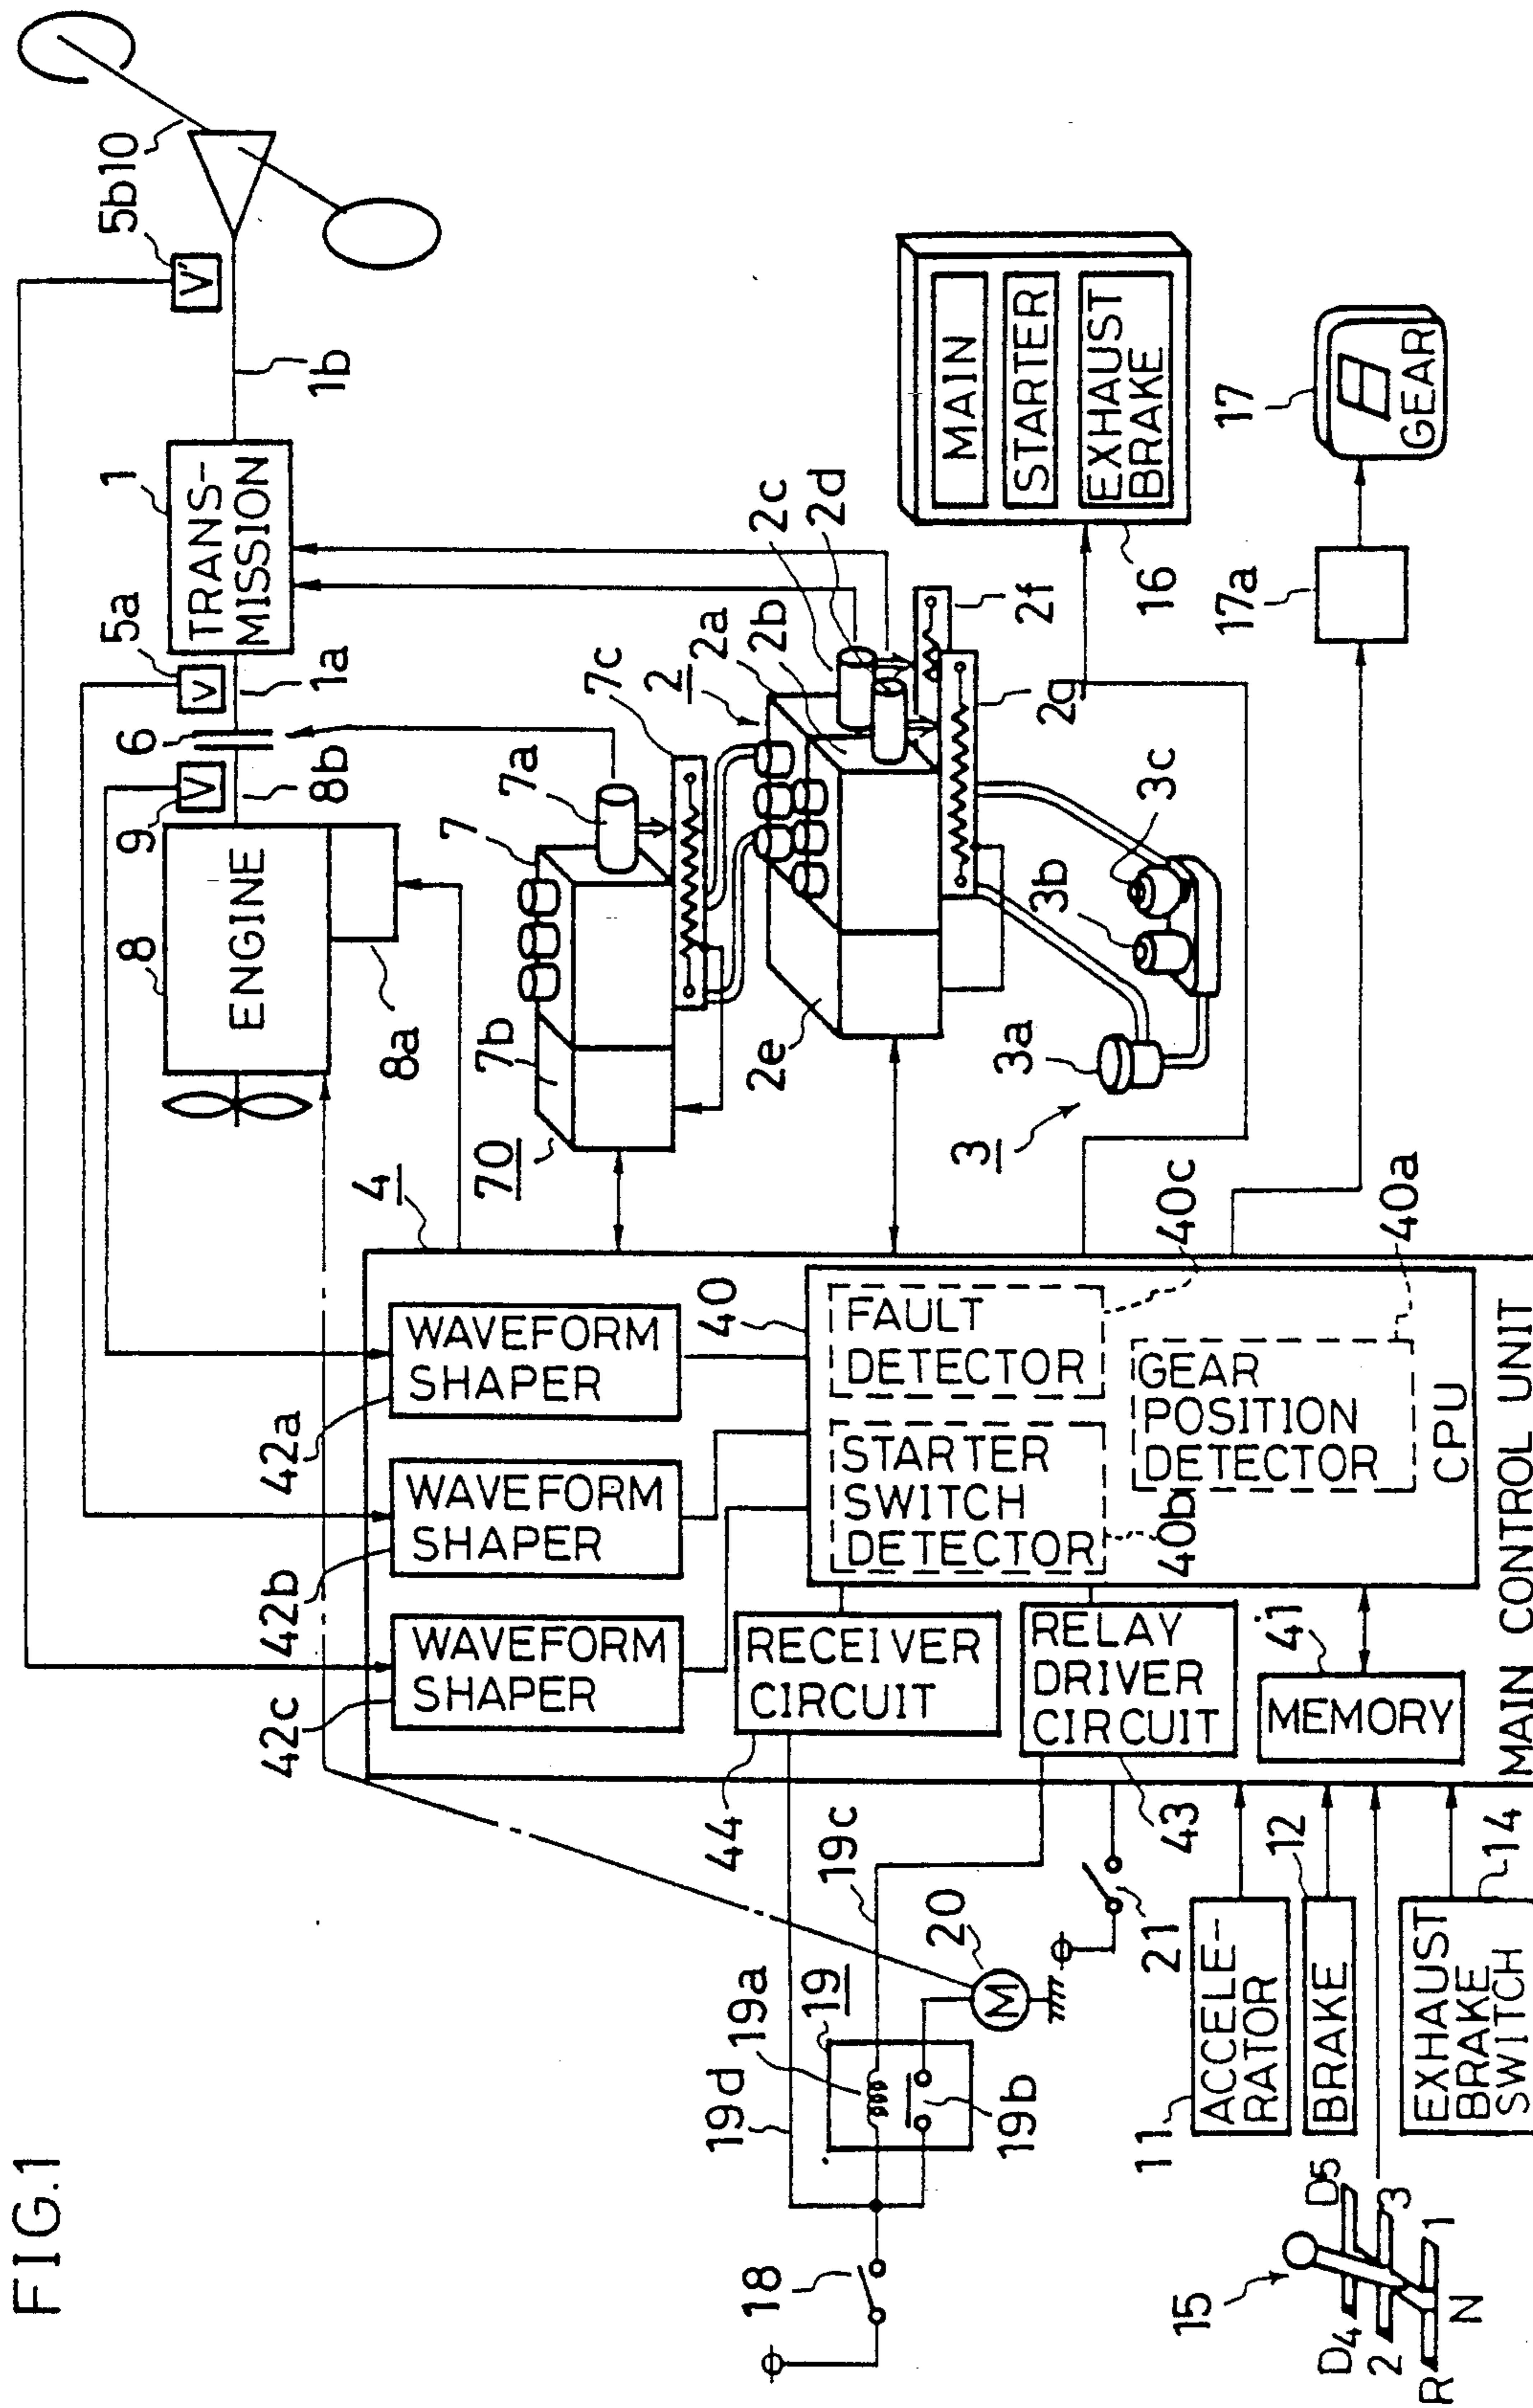 FIG.1
5b
10
V'
1b
1
TRANS-
MISSION
5a
V
1a
6
8b
9
V
8
ENGINE
8a
7
7a
7b
7c
70
2
2a
2b
2c
2d
2e
2f
2g
3
3a
3b
3c
MAIN
STARTER
EXHAUST
BRAKE
16
17
GEAR
17a
4
40
40c
FAULT
DETECTOR
40a
GEAR
POSITION
DETECTOR
40b
STARTER
SWITCH
DETECTOR
CPU
MAIN CONTROL UNIT
42a
WAVEFORM
SHAPER
42b
WAVEFORM
SHAPER
42c
WAVEFORM
SHAPER
44
RECEIVER
CIRCUIT
43
RELAY
DRIVER
CIRCUIT
41
MEMORY
18
19
19a
19b
19c
19d
20
M
21
11
ACCELE-
RATOR
12
BRAKE
14
EXHAUST
BRAKE
SWITCH
15
D4
D5
2
3
R
N
1